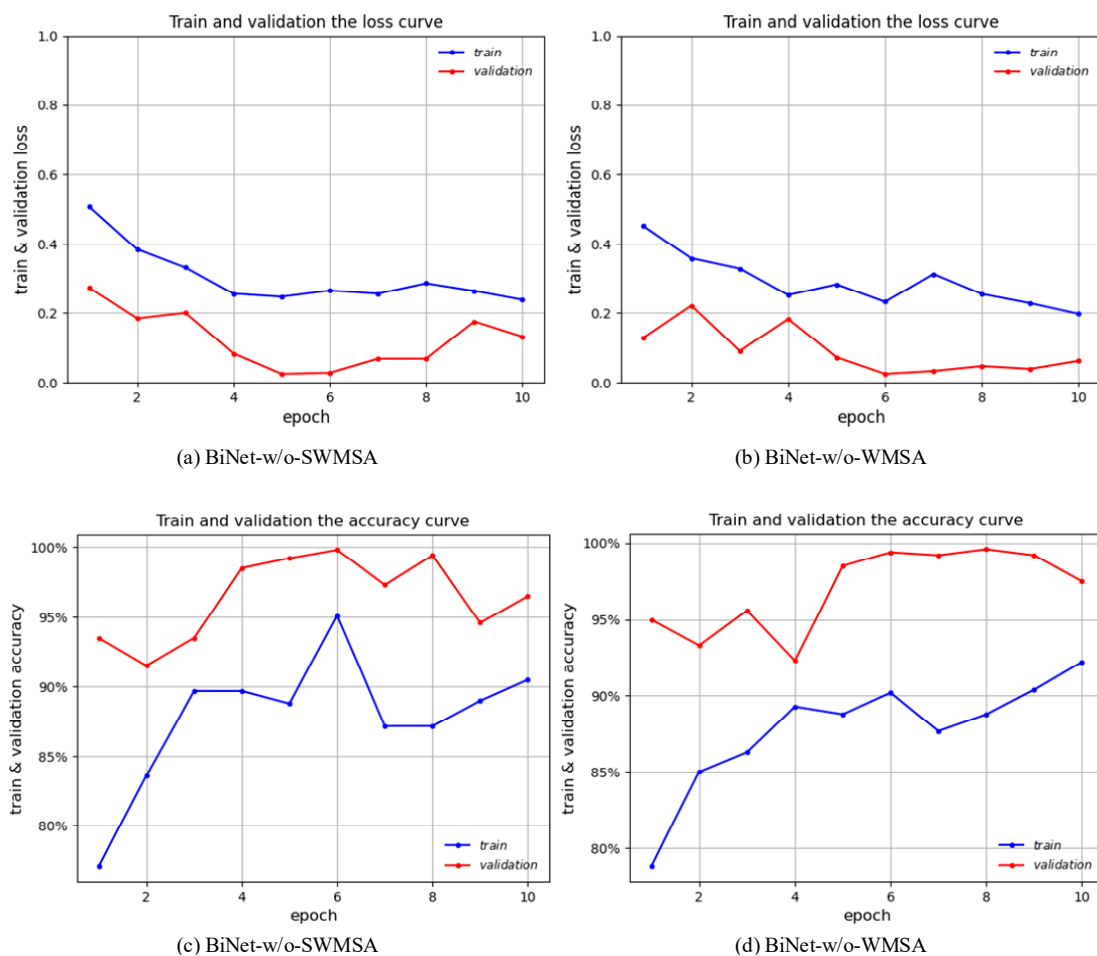 Train and validation the loss curve
train
validation
1.0
0.8
0.6
0.4
0.2
0.0
train & validation loss
2 4 6 8 10
epoch
(a) BiNet-w/o-SWMSA
Train and validation the loss curve
train
validation
1.0
0.8
0.6
0.4
0.2
0.0
train & validation loss
2 4 6 8 10
epoch
(b) BiNet-w/o-WMSA
Train and validation the accuracy curve
100%
95%
90%
85%
80%
train & validation accuracy
train
validation
2 4 6 8 10
epoch
(c) BiNet-w/o-SWMSA
Train and validation the accuracy curve
100%
95%
90%
85%
80%
train & validation accuracy
train
validation
2 4 6 8 10
epoch
(d) BiNet-w/o-WMSA